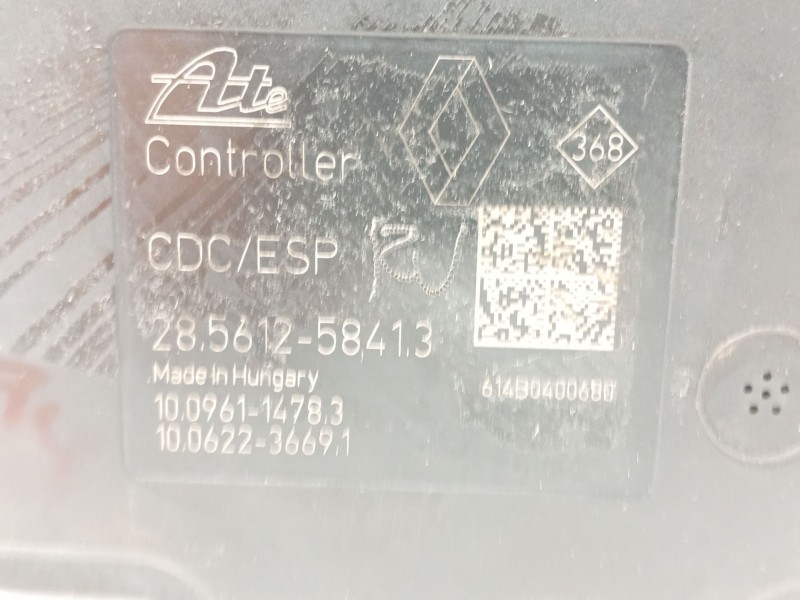 Ate
368
Controller
CDC/ESP
28.5612-5841.3
Made in Hungary
614B0400680
10.0961-1478.3
10.0622-3669.1